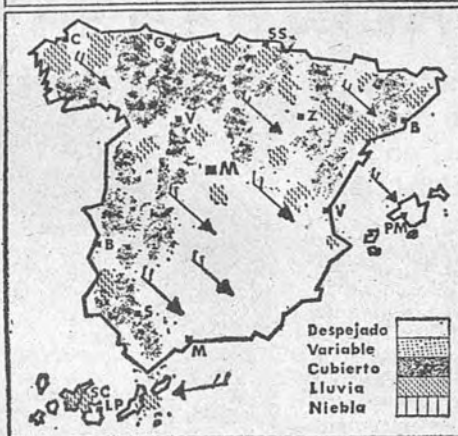 C
G
SS
V
Z
B
M
V
PM
B
S
M
SC
LP
Despejado
Variable
Cubierto
Lluvia
Niebla